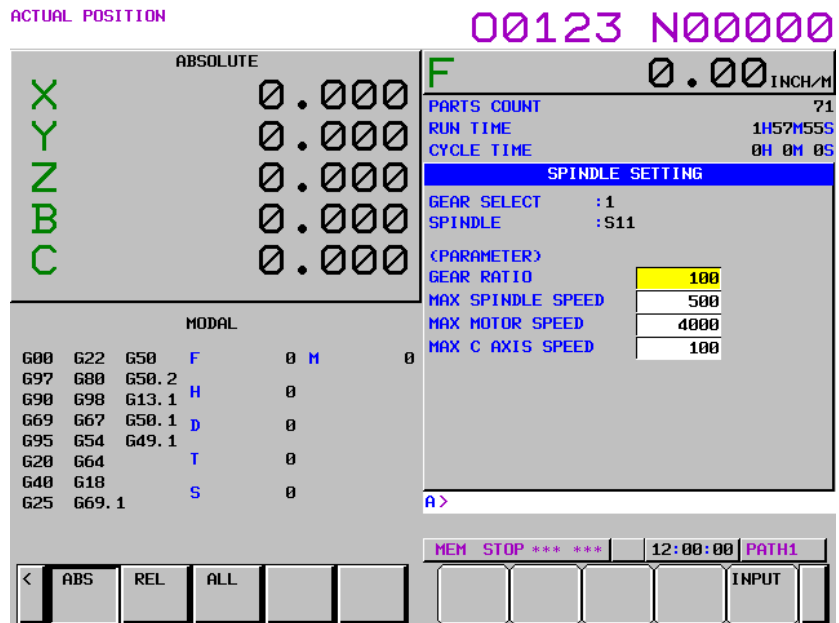 ACTUAL POSITION
O0123 N00000
ABSOLUTE
X 0.000
Y 0.000
Z 0.000
B 0.000
C 0.000
F 0.00 INCH/M
PARTS COUNT 71
RUN TIME 1H57M55S
CYCLE TIME 0H 0M 0S
SPINDLE SETTING
GEAR SELECT :1
SPINDLE :S11
(PARAMETER)
GEAR RATIO 100
MAX SPINDLE SPEED 500
MAX MOTOR SPEED 4000
MAX C AXIS SPEED 100
MODAL
G00 G22 G50 F 0 M 0
G97 G80 G50.2
G90 G98 G13.1 H 0
G69 G67 G50.1 D 0
G95 G54 G49.1
G20 G64 T 0
G40 G18
G25 G69.1 S 0
A>
MEM STOP *** *** 12:00:00 PATH1
< ABS REL ALL INPUT